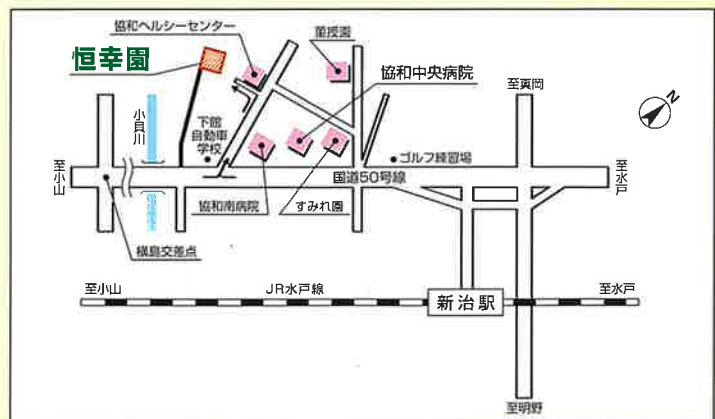 協和ヘルシーセンター
恒幸園
菫授園
協和中央病院
至真岡
N
小貝川
下館
自動車
学校
ゴルフ練習場
至小山
国道50号線
至水戸
協和南病院
すみれ園
横島交差点
至小山
JR水戸線
新治駅
至水戸
至明野